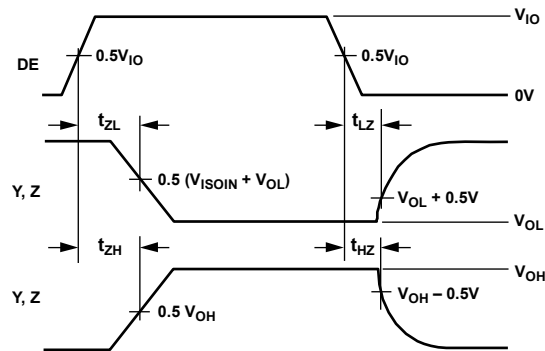 V_IO
DE
0.5V_IO
0.5V_IO
0V
t_ZL
t_LZ
Y, Z
0.5 (V_ISOIN + V_OL)
V_OL + 0.5V
V_OL
t_ZH
t_HZ
V_OH
Y, Z
0.5 V_OH
V_OH – 0.5V